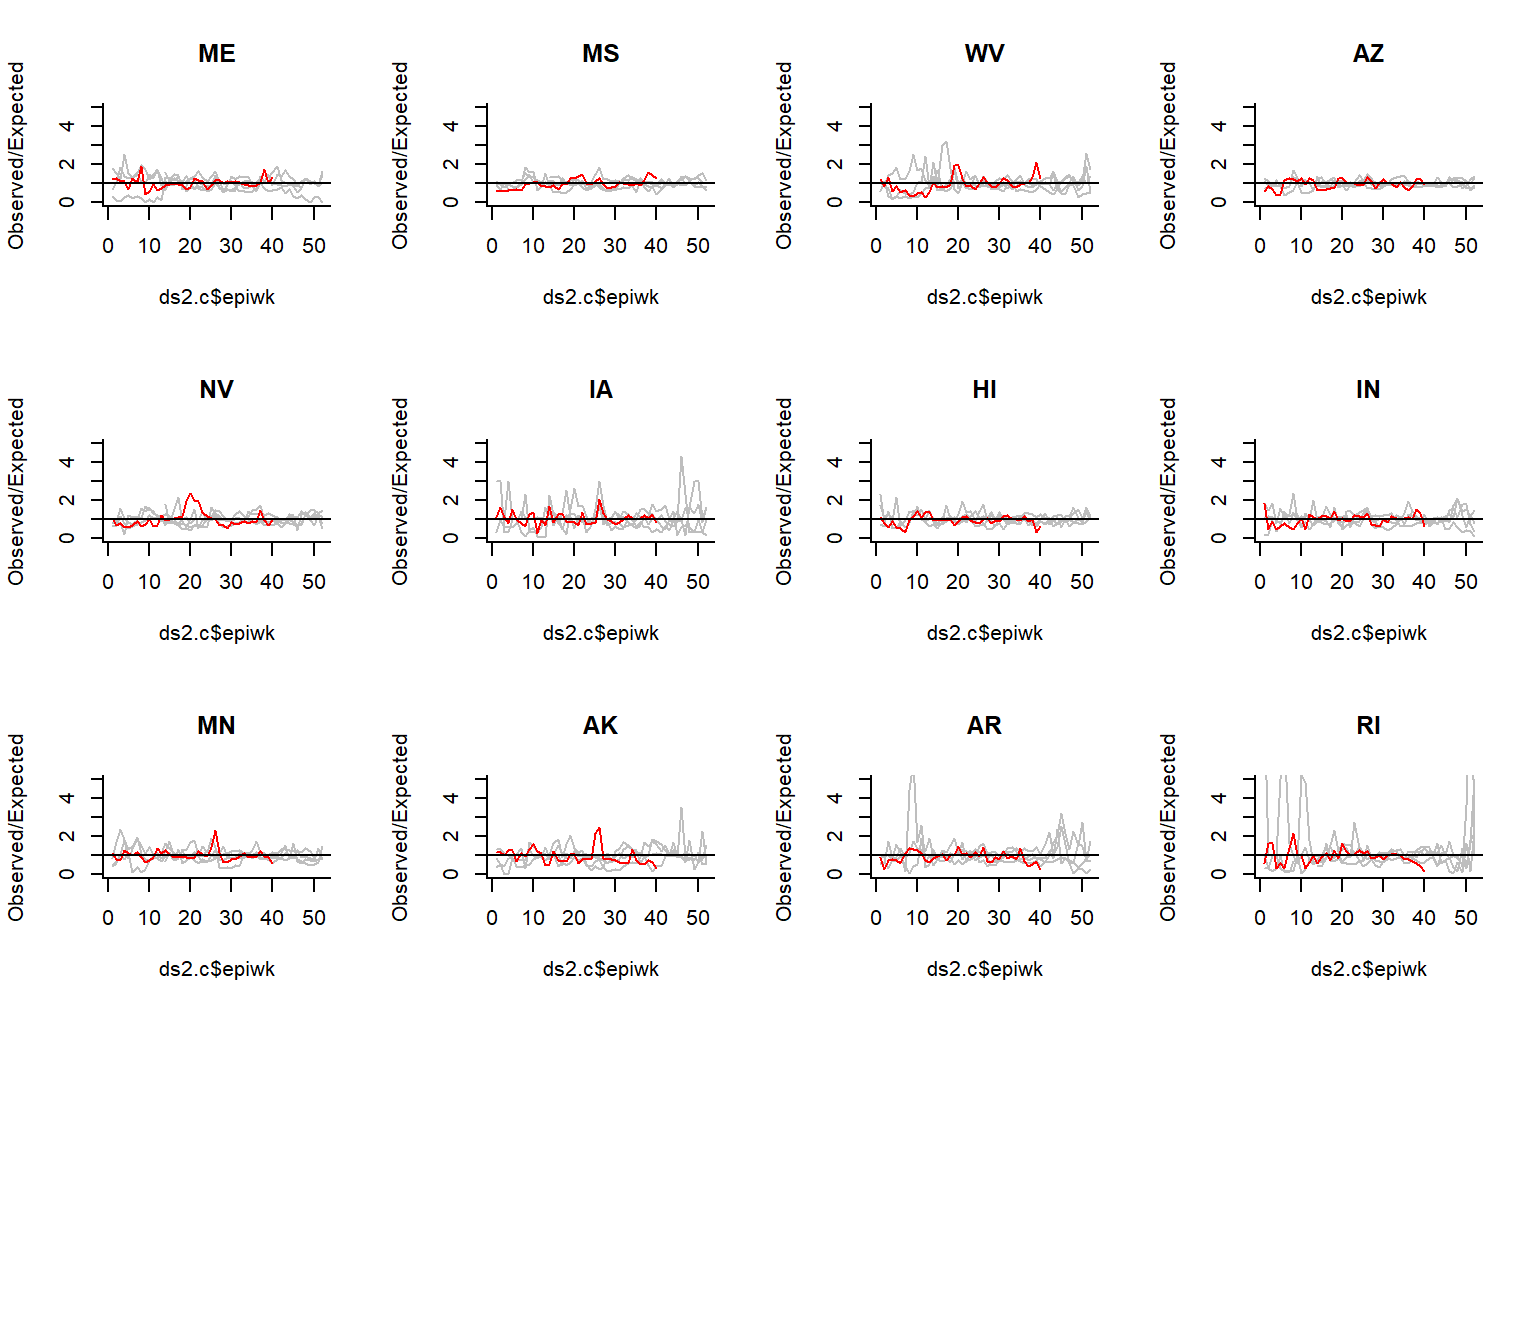 ME MS WV AZ
Observed/Expected Observed/Expected Observed/Expected Observed/Expected
4 4 4 4
2 2 2 2
0 0 0 0
0 10 20 30 40 50 0 10 20 30 40 50 0 10 20 30 40 50 0 10 20 30 40 50
ds2.c$epiwk ds2.c$epiwk ds2.c$epiwk ds2.c$epiwk
NV IA HI IN
Observed/Expected Observed/Expected Observed/Expected Observed/Expected
4 4 4 4
2 2 2 2
0 0 0 0
0 10 20 30 40 50 0 10 20 30 40 50 0 10 20 30 40 50 0 10 20 30 40 50
ds2.c$epiwk ds2.c$epiwk ds2.c$epiwk ds2.c$epiwk
MN AK AR RI
Observed/Expected Observed/Expected Observed/Expected Observed/Expected
4 4 4 4
2 2 2 2
0 0 0 0
0 10 20 30 40 50 0 10 20 30 40 50 0 10 20 30 40 50 0 10 20 30 40 50
ds2.c$epiwk ds2.c$epiwk ds2.c$epiwk ds2.c$epiwk